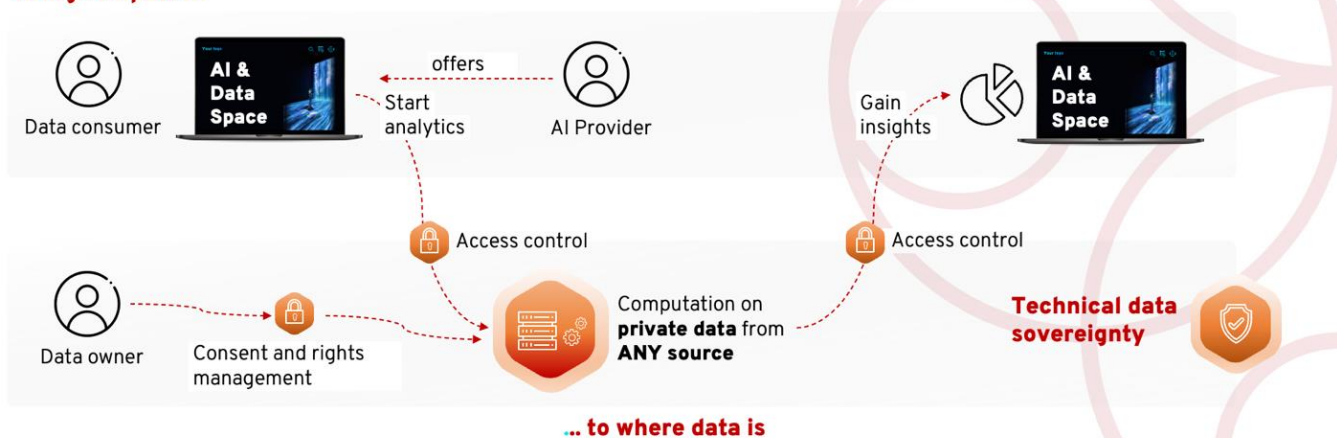 offers
AI &
Data
Space
Start
analytics
Data consumer
AI Provider
Gain
insights
AI &
Data
Space
Access control
Access control
Data owner
Consent and rights
management
Computation on
private data from
ANY source
Technical data
sovereignty
... to where data is